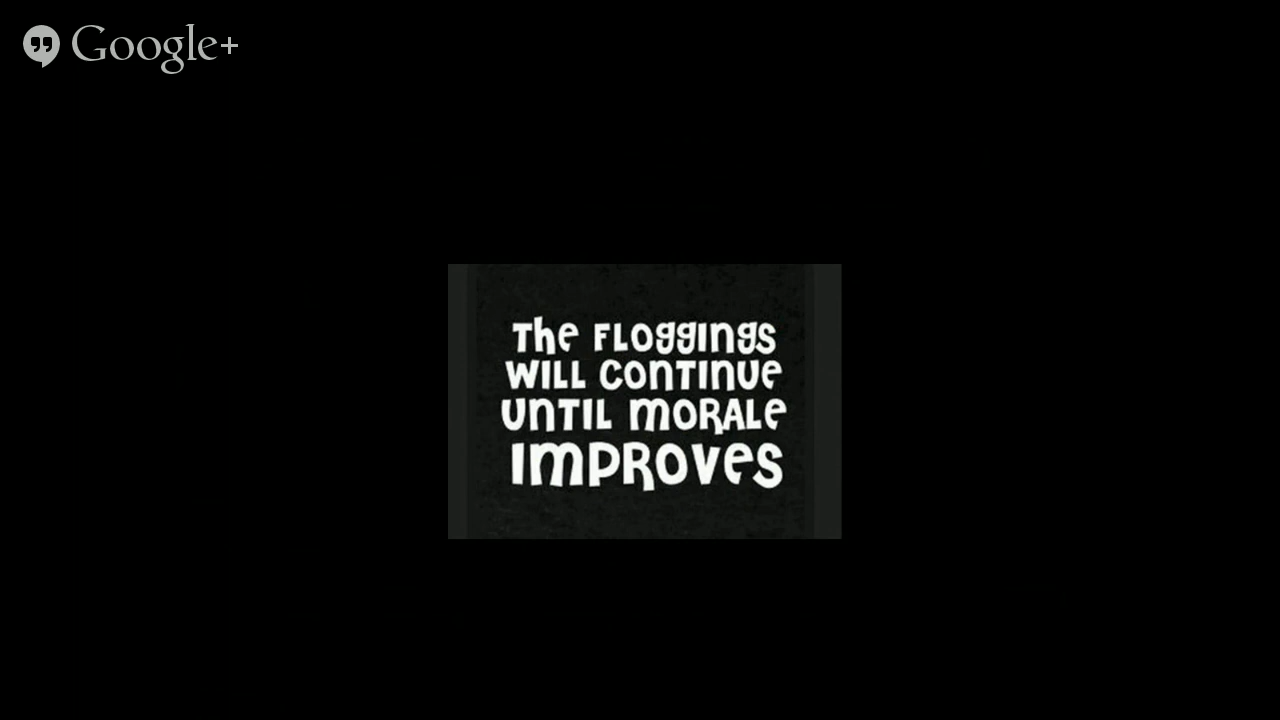 Google+
The FLoggings
WILL continue
UNTIL MORALE
IMPROVes